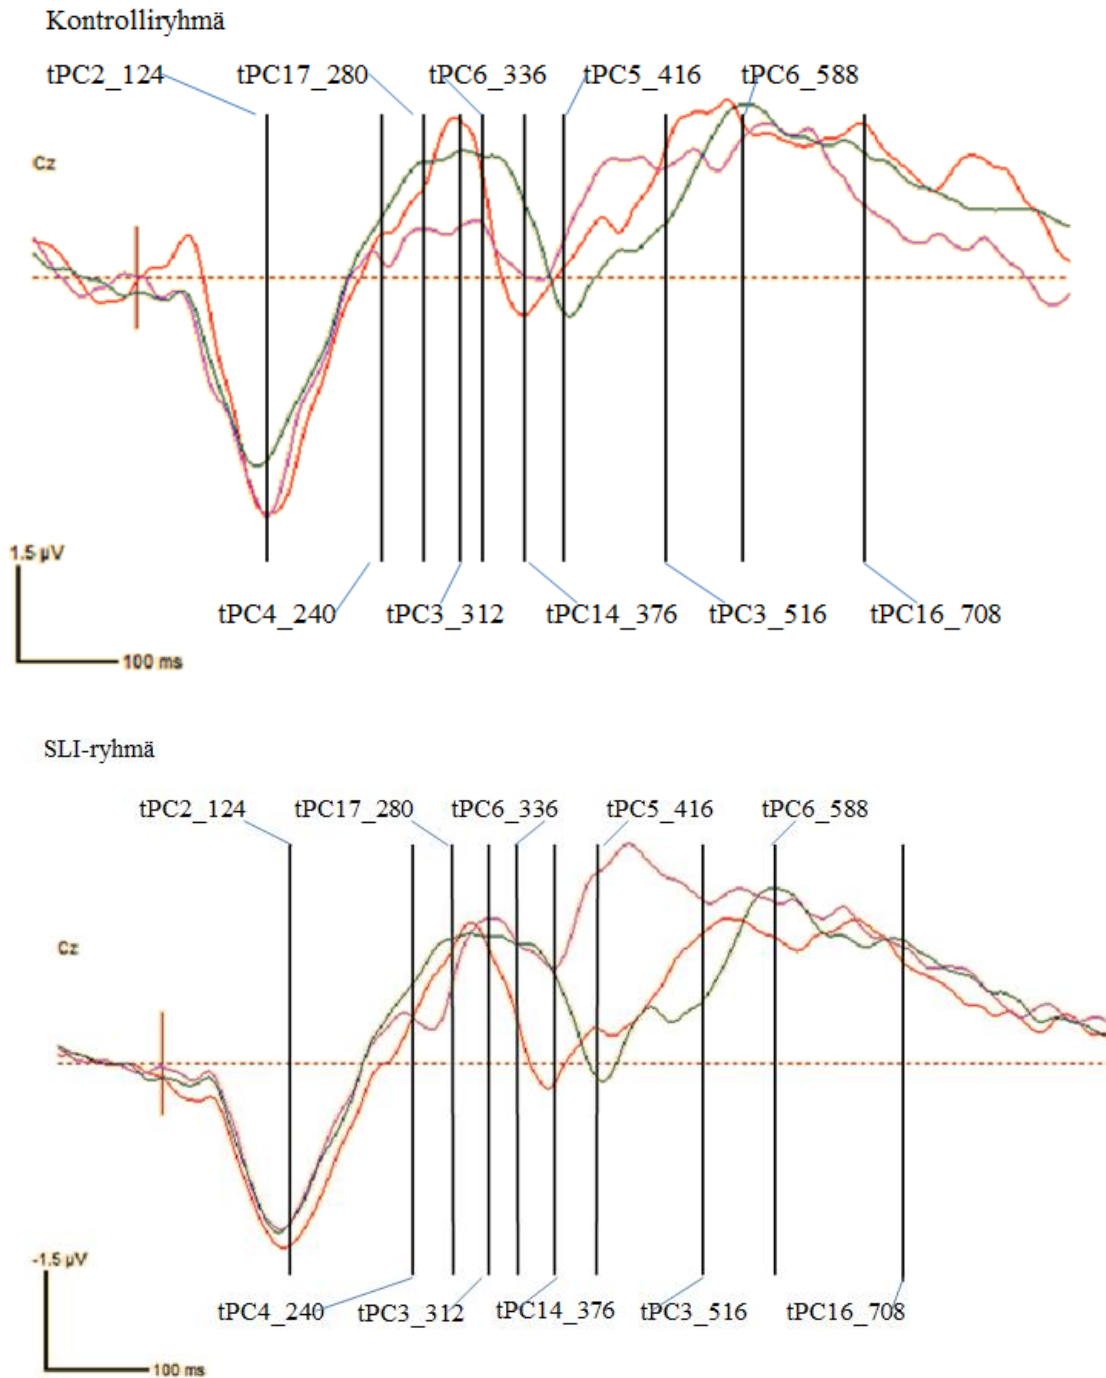 Kontrolliryhmä
tPC2_124 tPC17_280 tPC6_336 tPC5_416 tPC6_588
Cz
1.5 µV
tPC4_240 tPC3_312 tPC14_376 tPC3_516 tPC16_708
100 ms
SLI-ryhmä
tPC2_124 tPC17_280 tPC6_336 tPC5_416 tPC6_588
Cz
-1.5 µV
tPC4_240 tPC3_312 tPC14_376 tPC3_516 tPC16_708
100 ms